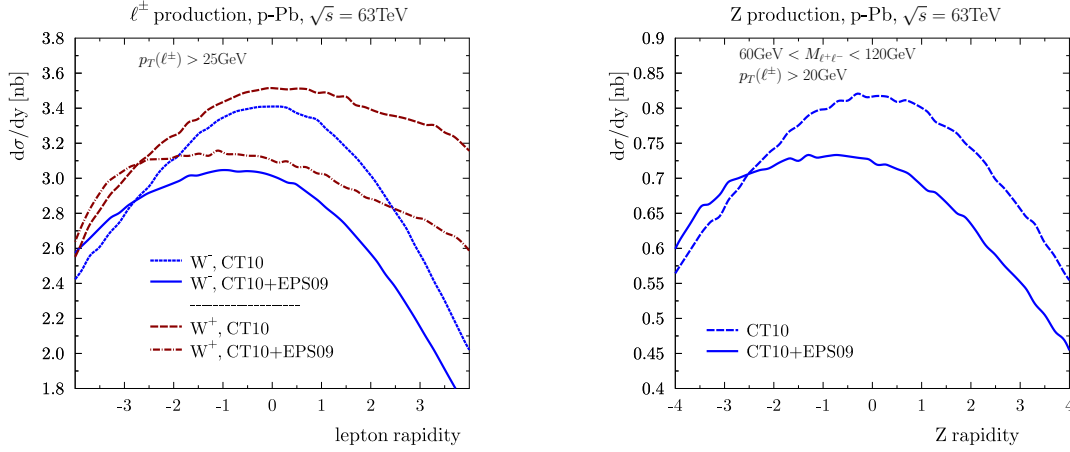 ℓ± production, p-Pb, √s = 63TeV
dσ/dy [nb]
3.8
3.6
3.4
3.2
3.0
2.8
2.6
2.4
2.2
2.0
1.8
pT(ℓ±) > 25GeV
W-, CT10
W-, CT10+EPS09
W+, CT10
W+, CT10+EPS09
-3 -2 -1 0 1 2 3
lepton rapidity
Z production, p-Pb, √s = 63TeV
dσ/dy [nb]
0.9
0.85
0.8
0.75
0.7
0.65
0.6
0.55
0.5
0.45
0.4
60GeV < Mℓ+ℓ− < 120GeV
pT(ℓ±) > 20GeV
CT10
CT10+EPS09
-4 -3 -2 -1 0 1 2 3 4
Z rapidity